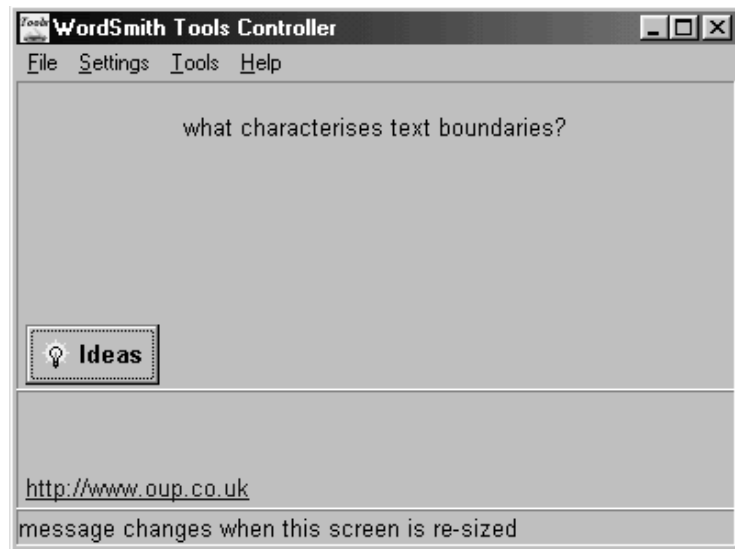 Tools WordSmith Tools Controller
File Settings Tools Help
what characterises text boundaries?
Ideas
http://www.oup.co.uk
message changes when this screen is re-sized